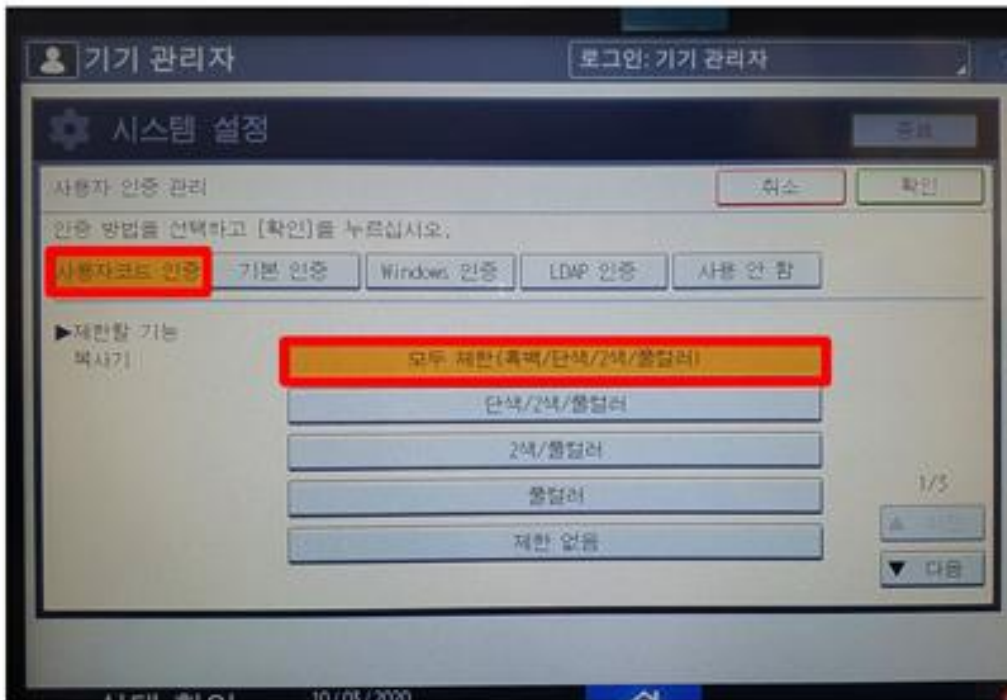 기기 관리자
로그인: 기기 관리자
시스템 설정
종료
사용자 인증 관리
취소
확인
인증 방법을 선택하고 [확인]을 누르십시오.
사용자코드 인증
기본 인증
Windows 인증
LDAP 인증
사용 안 함
▶제한할 기능
복사기
모두 제한(흑백/단색/2색/풀컬러)
단색/2색/풀컬러
2색/풀컬러
풀컬러
제한 없음
1/3
▲ 이전
▼ 다음
10/05/2020